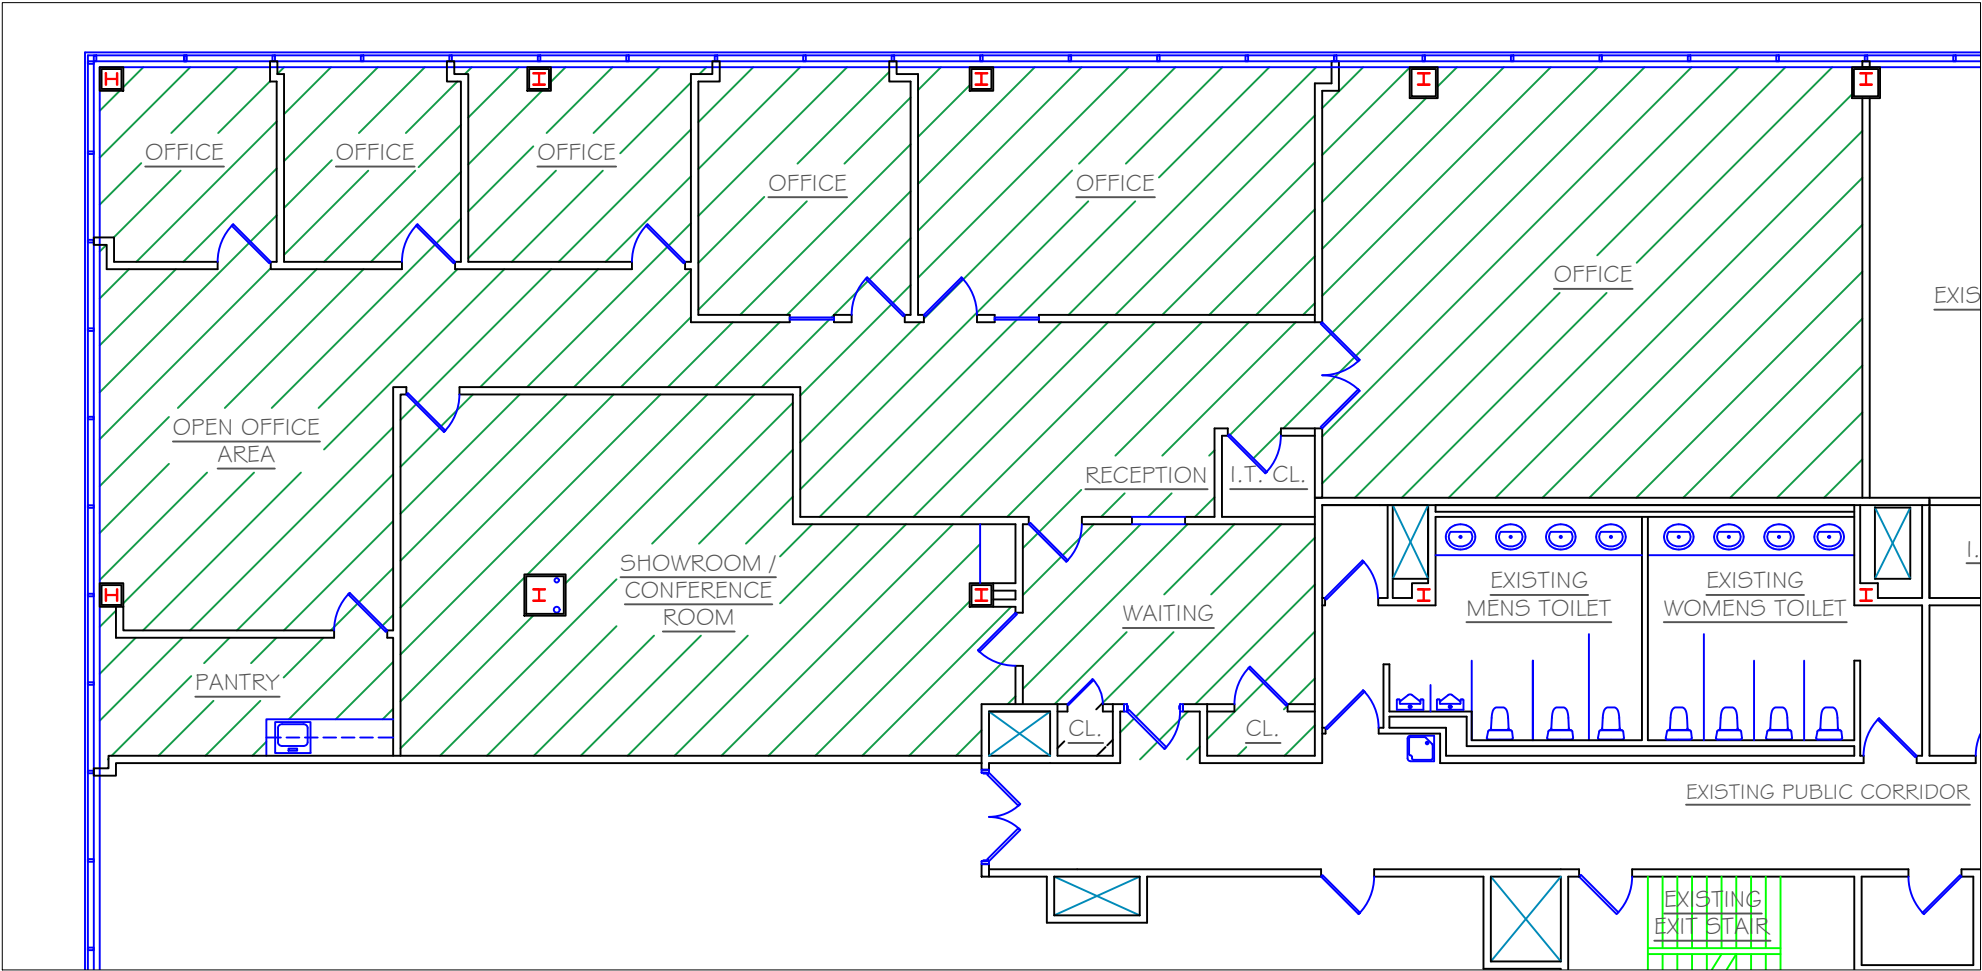 OFFICE
OFFICE
OFFICE
OFFICE
OFFICE
OFFICE
EXIS
OPEN OFFICE
AREA
RECEPTION
I.T. CL.
SHOWROOM /
CONFERENCE
ROOM
WAITING
EXISTING
MENS TOILET
EXISTING
WOMENS TOILET
I.
PANTRY
CL.
CL.
EXISTING PUBLIC CORRIDOR
EXISTING
EXIT STAIR